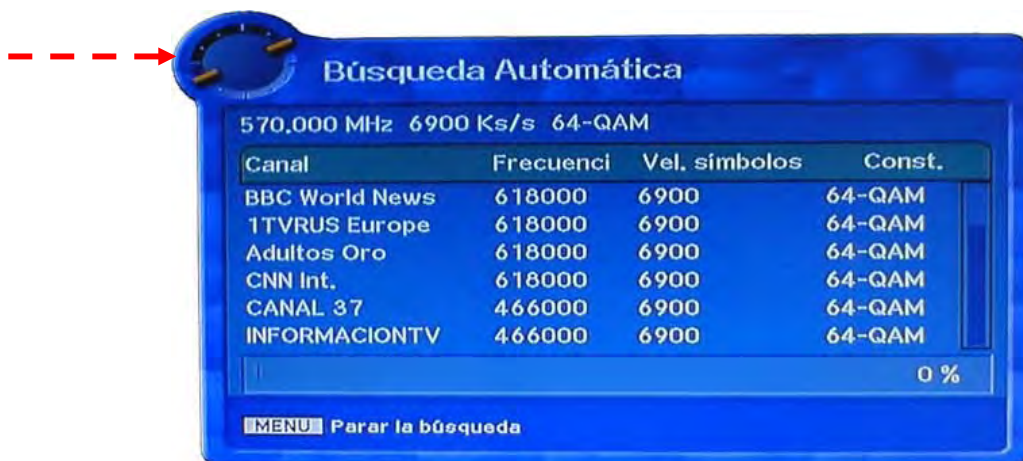 Búsqueda Automática
570.000 MHz 6900 Ks/s 64-QAM
Canal Frecuenci Vel. símbolos Const.
BBC World News 618000 6900 64-QAM
1TVRUS Europe 618000 6900 64-QAM
Adultos Oro 618000 6900 64-QAM
CNN Int. 618000 6900 64-QAM
CANAL 37 466000 6900 64-QAM
INFORMACIONTV 466000 6900 64-QAM
0 %
MENU Parar la búsqueda